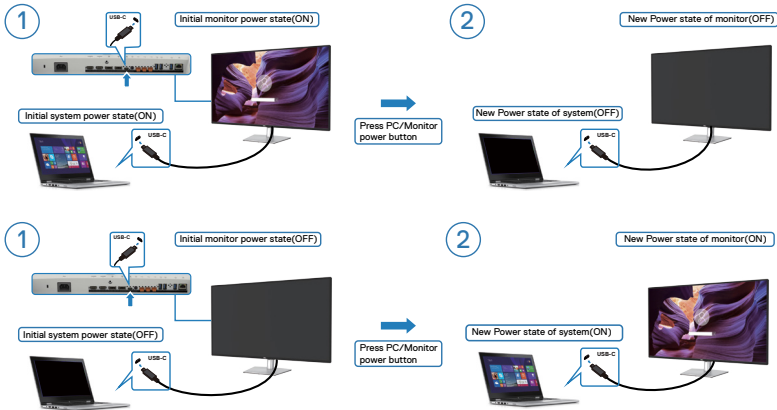 1
USB-C
Initial monitor power state(ON)
Initial system power state(ON)
USB-C
Press PC/Monitor
power button
2
New Power state of monitor(OFF)
New Power state of system(OFF)
USB-C
1
USB-C
Initial monitor power state(OFF)
Initial system power state(OFF)
USB-C
Press PC/Monitor
power button
2
New Power state of monitor(ON)
New Power state of system(ON)
USB-C